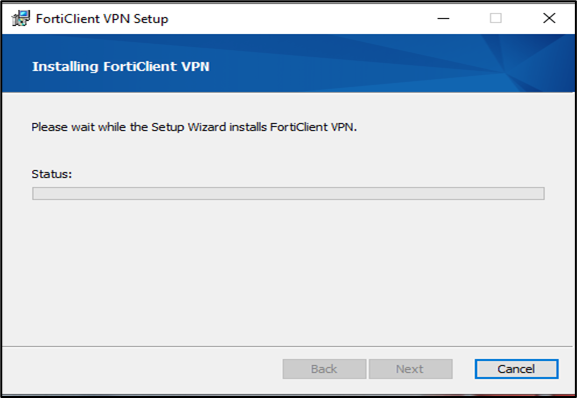 FortiClient VPN Setup
Installing FortiClient VPN
Please wait while the Setup Wizard installs FortiClient VPN.
Status:
Back Next Cancel